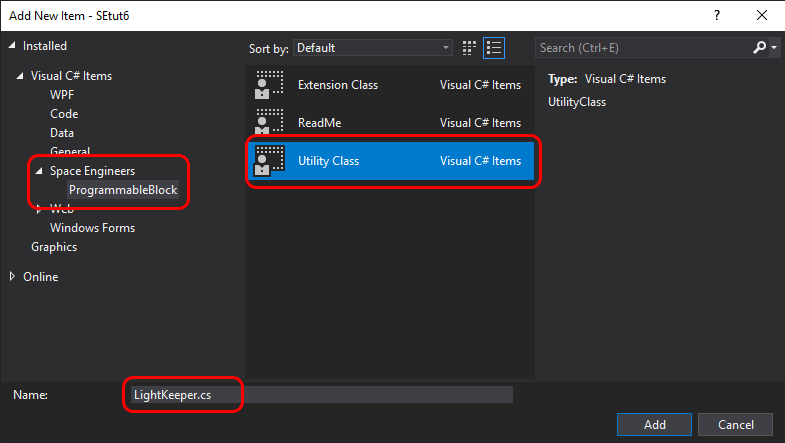 Add New Item - SEtut6
Installed
Visual C# Items
WPF
Code
Data
General
Space Engineers
ProgrammableBlock
Web
Windows Forms
Graphics
Online
Sort by: Default
Extension Class Visual C# Items
ReadMe Visual C# Items
Utility Class Visual C# Items
Search (Ctrl+E)
Type: Visual C# Items
UtilityClass
Name: LightKeeper.cs
Add Cancel